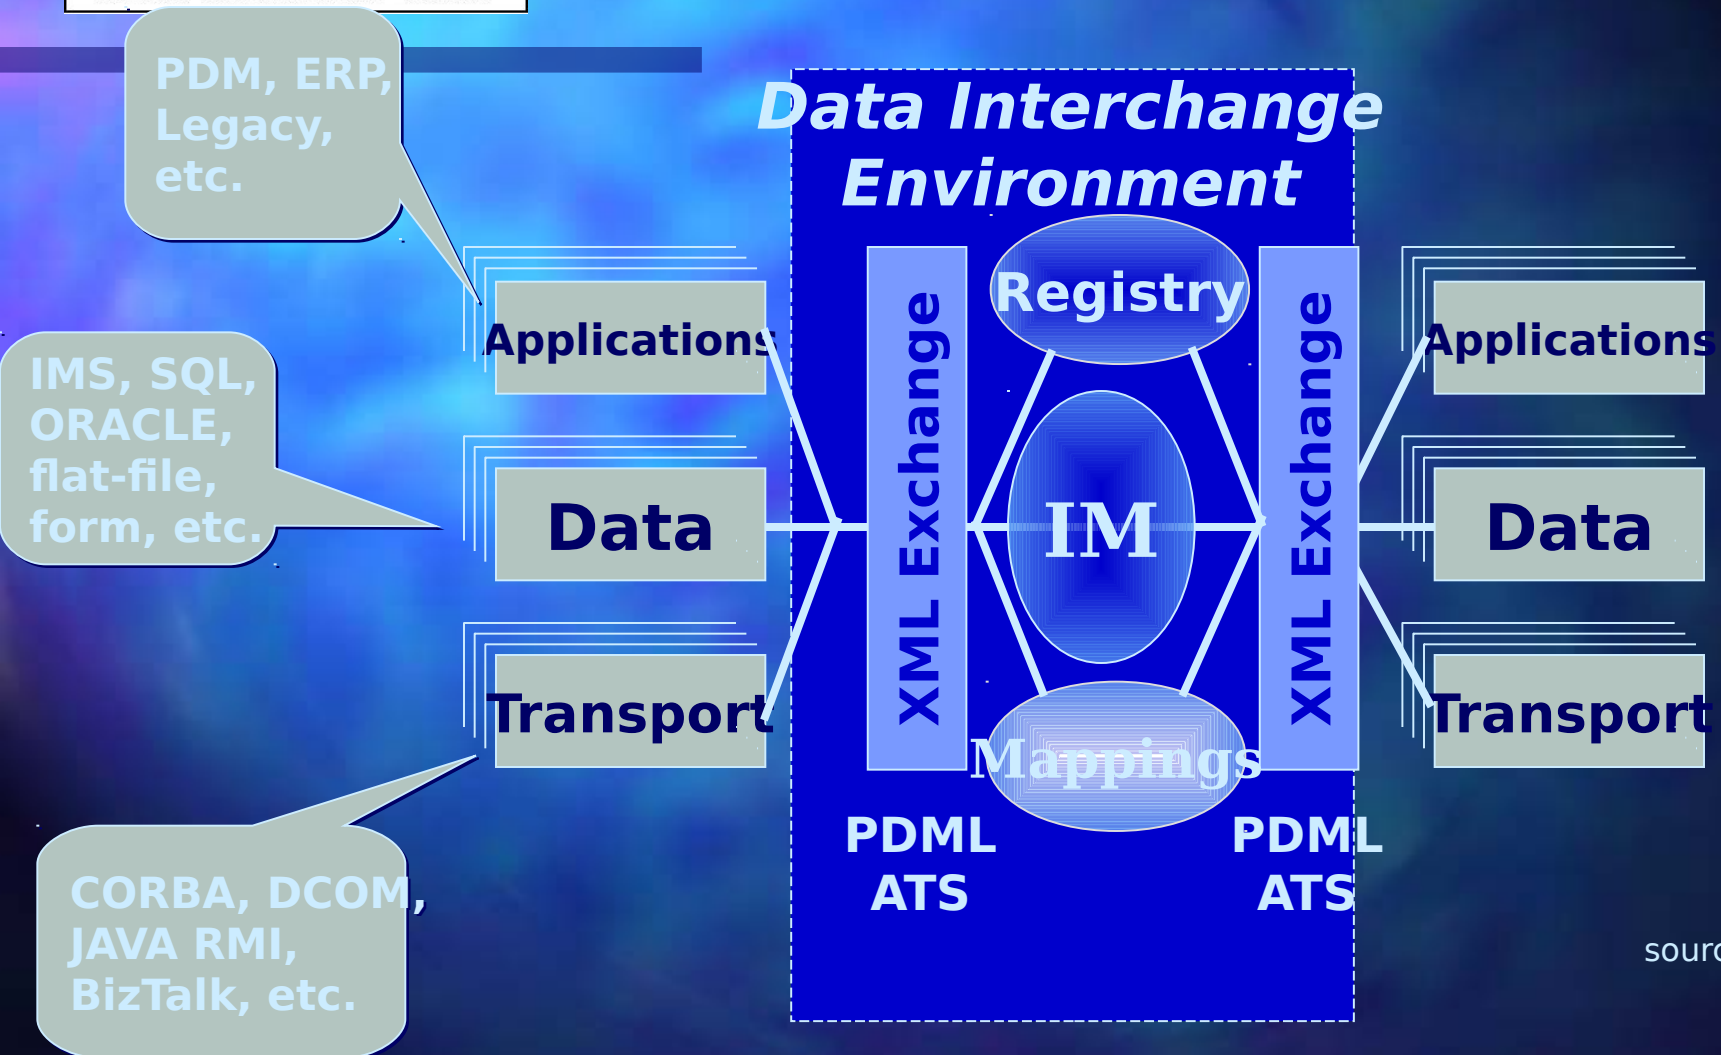 PDM, ERP,
Legacy,
etc.
Data Interchange
Environment
Registry
Applications
XML Exchange
XML Exchange
Applications
IMS, SQL,
ORACLE,
flat-file,
form, etc.
Data
IM
Data
Transport
Mappings
Transport
PDML
ATS
PDML
ATS
CORBA, DCOM,
JAVA RMI,
BizTalk, etc.